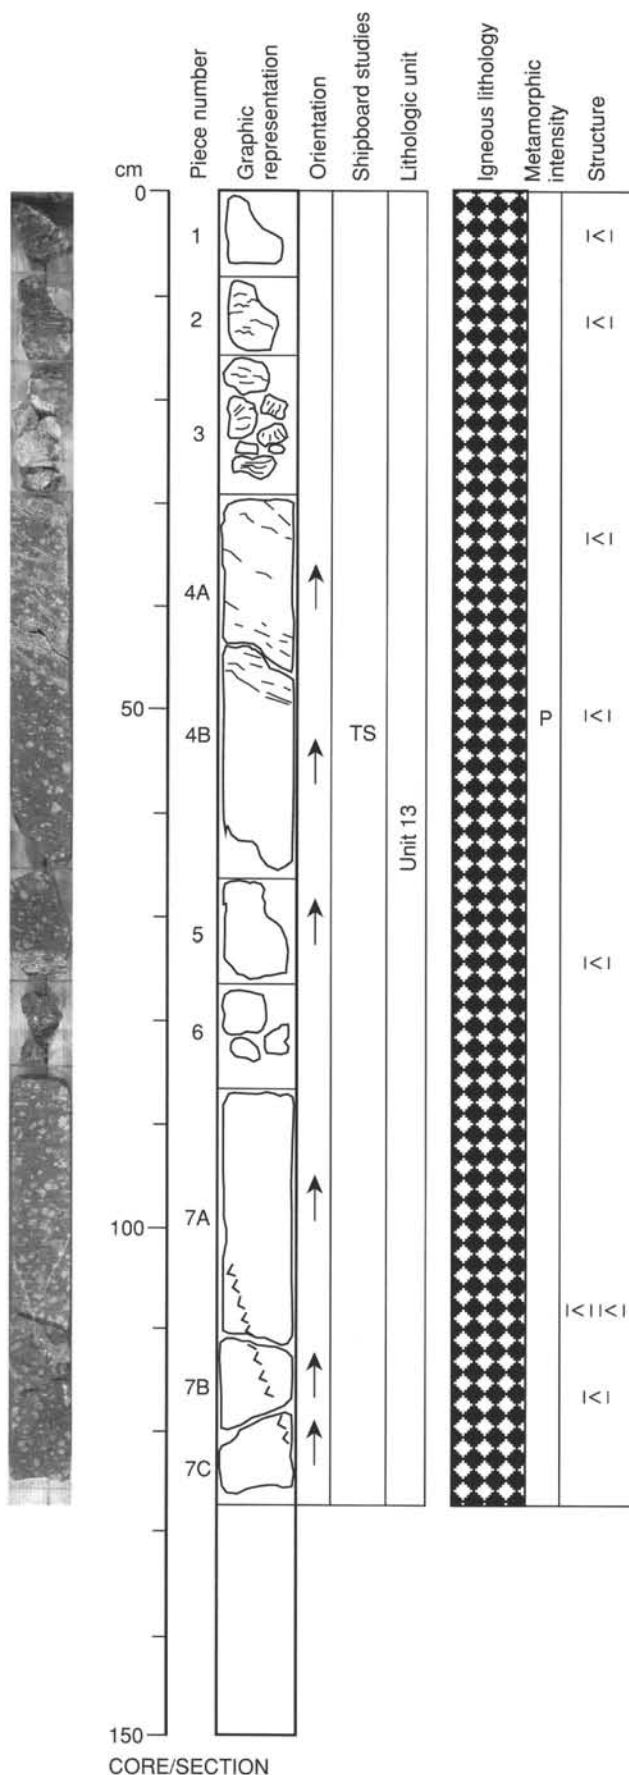 cm
Piece number
Graphic
representation
Orientation
Shipboard studies
Lithologic unit
Igneous lithology
Metamorphic
intensity
Structure
0
1
2
3
4A
50
4B
TS
P
Unit 13
5
6
7A
100
7B
7C
150
CORE/SECTION